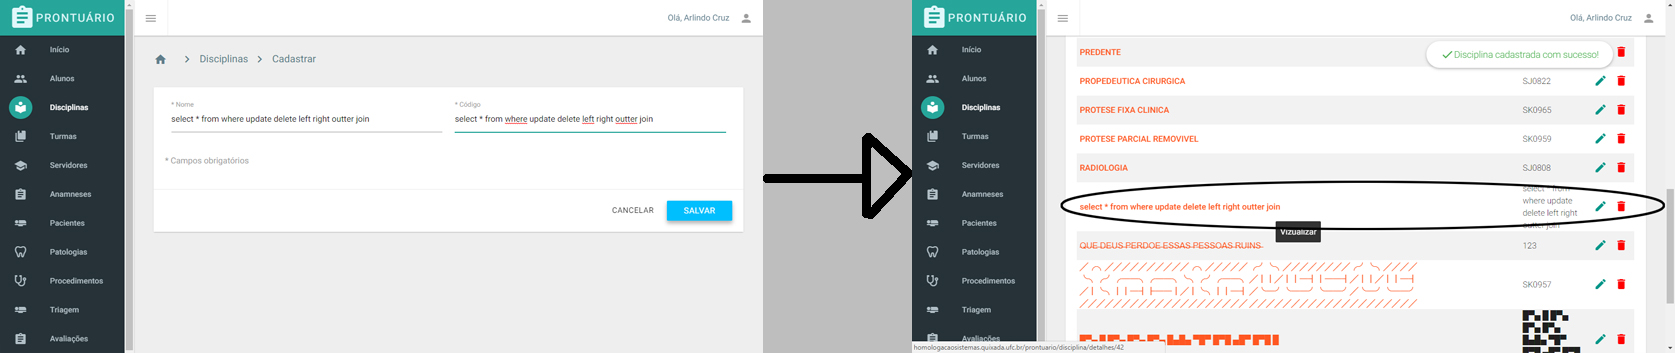 PRONTUÁRIO
Olá, Arlindo Cruz
Início
Alunos
Disciplinas
Turmas
Servidores
Anamneses
Pacientes
Patologias
Procedimentos
Triagem
Avaliações
Disciplinas
Cadastrar
* Nome
select * from where update delete left right outter join
* Código
select * from where update delete left right outter join
* Campos obrigatórios
CANCELAR
SALVAR
PRONTUÁRIO
Olá, Arlindo Cruz
Início
Alunos
Disciplinas
Turmas
Servidores
Anamneses
Pacientes
Patologias
Procedimentos
Triagem
Avaliações
Disciplina cadastrada com sucesso!
PREDENTE
PROPEDEUTICA CIRURGICA
SJ0822
PROTESE FIXA CLINICA
SK0965
PROTESE PARCIAL REMOVIVEL
SK0959
RADIOLOGIA
SJ0808
select * from where update delete left right outter join
select * from
where update
delete left right
outter join
Vizualizar
QUE DEUS PERDOE ESSAS PESSOAS RUINS
123
SK0957
homologacaosistemas.quixada.ufc.br/prontuario/disciplina/detalhes/42